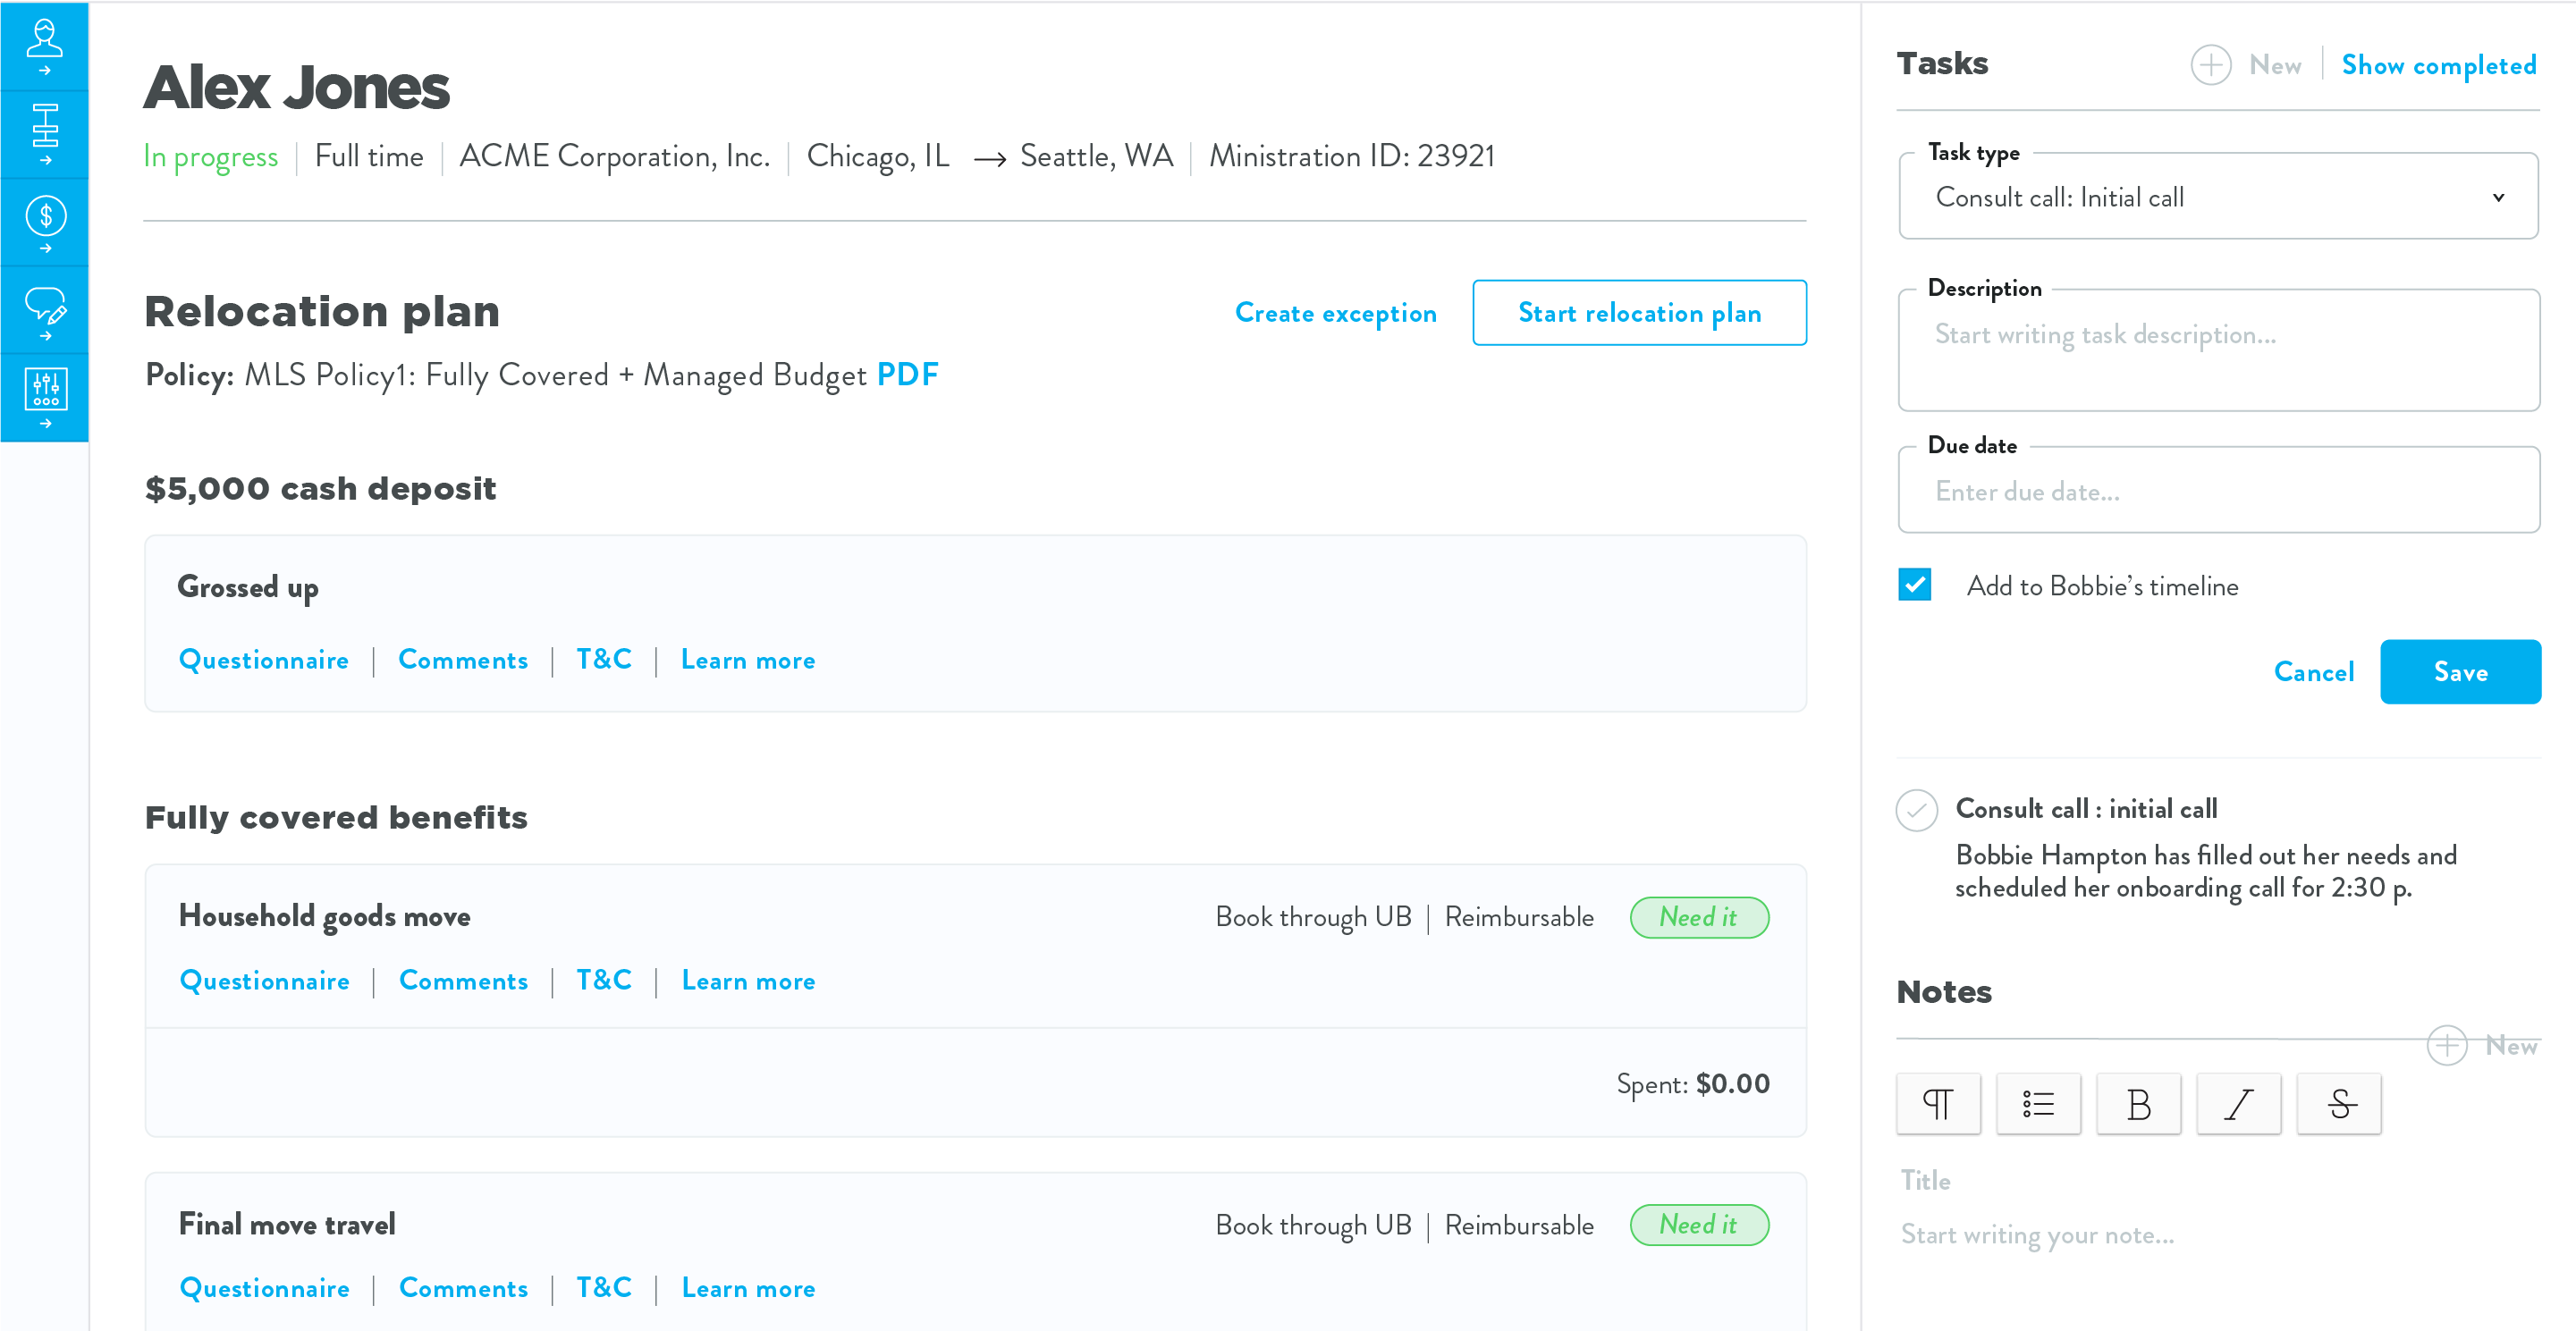 Alex Jones
In progress | Full time | ACME Corporation, Inc. | Chicago, IL → Seattle, WA | Ministration ID: 23921
Relocation plan
Create exception
Start relocation plan
Policy: MLS Policy1: Fully Covered + Managed Budget PDF
$5,000 cash deposit
Grossed up
Questionnaire | Comments | T&C | Learn more
Fully covered benefits
Household goods move
Book through UB | Reimbursable
Need it
Questionnaire | Comments | T&C | Learn more
Spent: $0.00
Final move travel
Book through UB | Reimbursable
Need it
Questionnaire | Comments | T&C | Learn more
Tasks
New | Show completed
Task type
Consult call: Initial call
Description
Start writing task description...
Due date
Enter due date...
Add to Bobbie’s timeline
Cancel
Save
Consult call : initial call
Bobbie Hampton has filled out her needs and
scheduled her onboarding call for 2:30 p.
Notes
New
B I S
Title
Start writing your note...